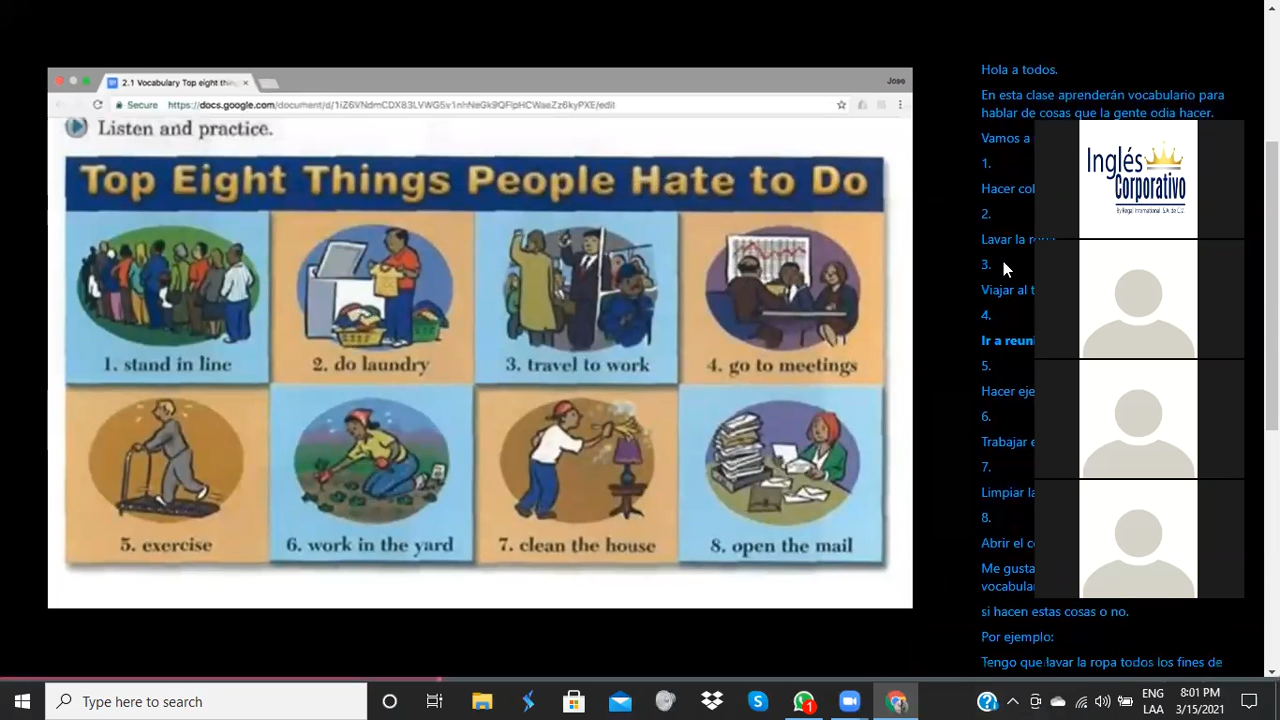 2.1 Vocabulary Top eight thin
Jose
Secure
https://docs.google.com/document/d/
/edit
Listen and practice.
Top Eight Things People Hate to Do
1. stand in line
2. do laundry
3. travel to work
4. go to meetings
5. exercise
6. work in the yard
7. clean the house
8. open the mail
Hola a todos.
En esta clase aprenderán vocabulario para
hablar de cosas que la gente odia hacer.
Vamos a
1.
Hacer col
2.
Lavar la
3.
Viajar al t
4.
Ir a reuni
5.
Hacer eje
6.
Trabajar e
7.
Limpiar la
8.
Abrir el c
Me gusta
vocabula
si hacen estas cosas o no.
Por ejemplo:
Tengo que lavar la ropa todos los fines de
Inglés
Corporativo
By Regal International S.A. de C.V.
Type here to search
1
ENG
LAA
8:01 PM
3/15/2021